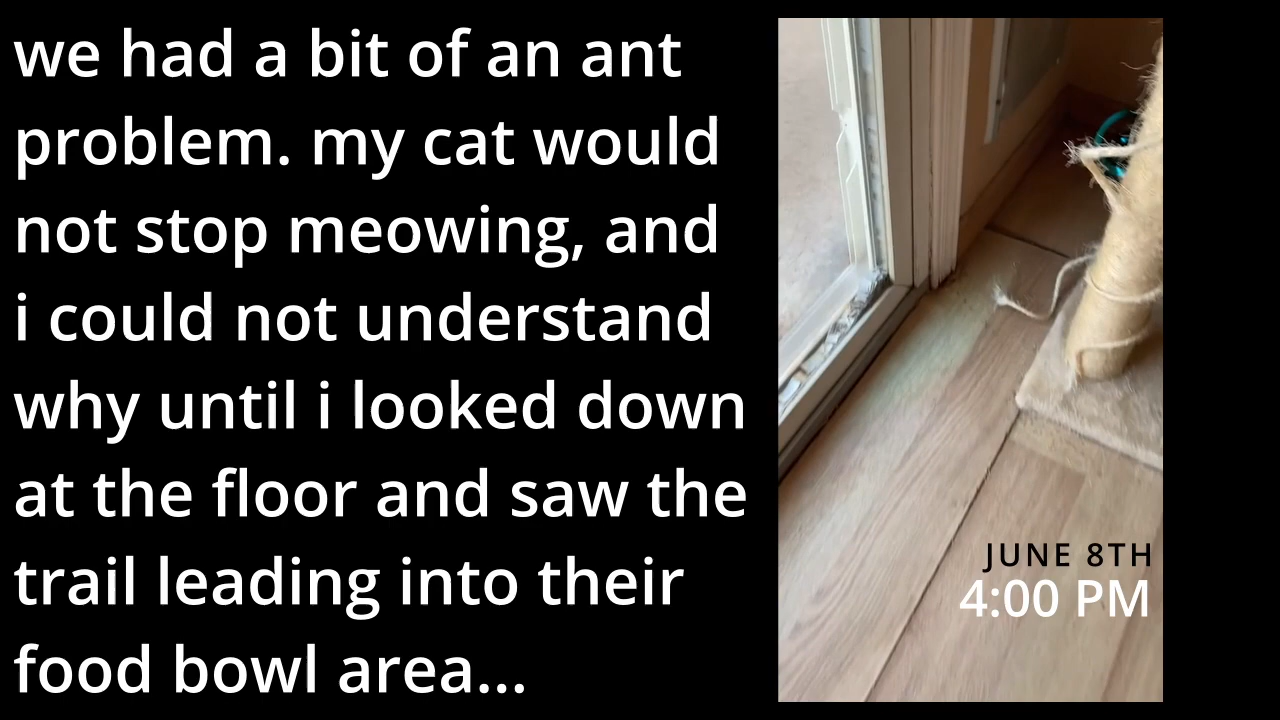 we had a bit of an ant
problem. my cat would
not stop meowing, and
i could not understand
why until i looked down
at the floor and saw the
trail leading into their
food bowl area...
JUNE 8TH
4:00 PM